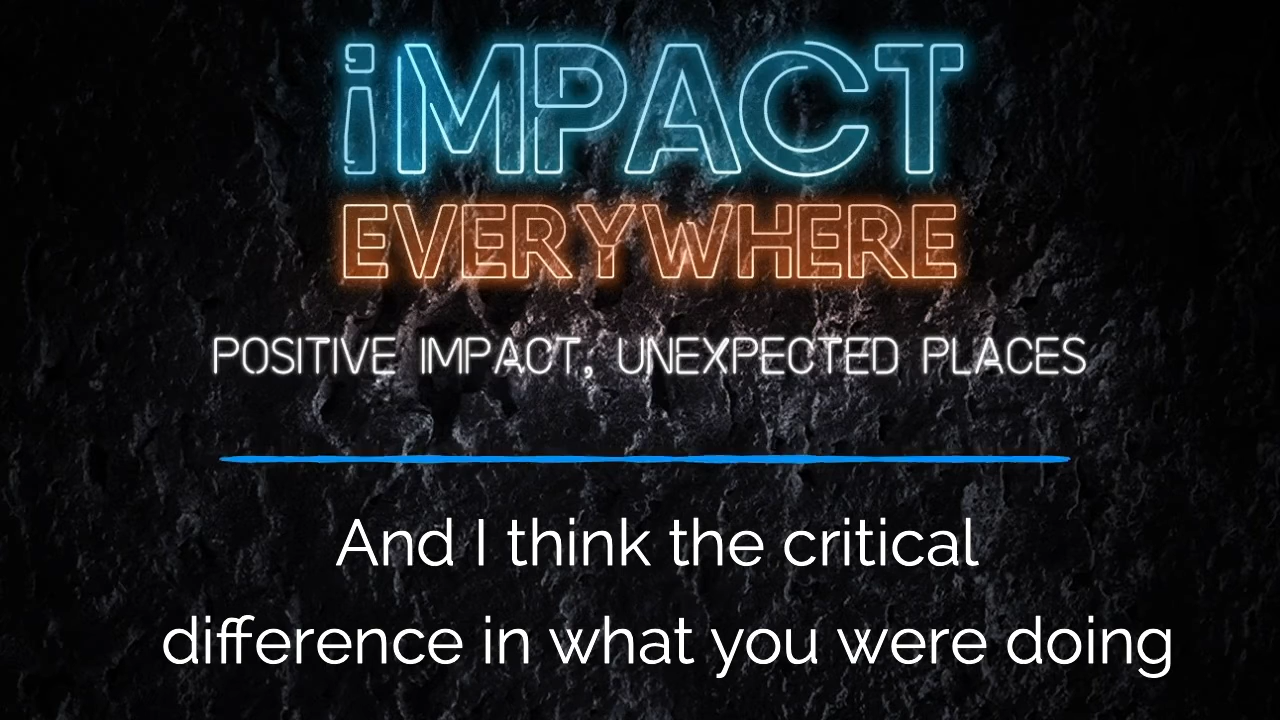 iMPACT
EVERYWHERE
POSITIVE IMPACT, UNEXPECTED PLACES
And I think the critical
difference in what you were doing